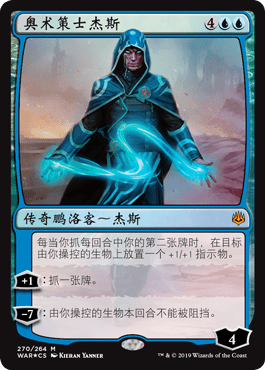 奥术策士杰斯 4
传奇鹏洛客～杰斯
每当你抓每回合中你的第二张牌时，在目标
由你操控的生物上放置一个 +1/+1 指示物。
+1：抓一张牌。
-7：由你操控的生物本回合不能被阻挡。
4
270/264 M
WAR★CS KIERAN YANNER
™ & © 2019 Wizards of the Coast